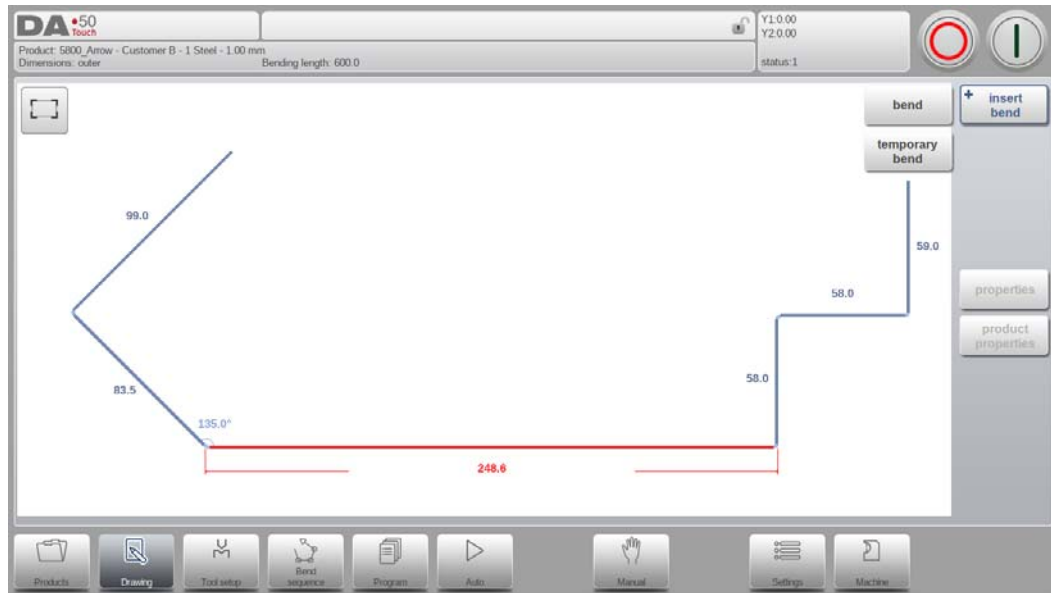 DA 50
Touch
Y1:0.00
Y2:0.00
Product: 5800_Arrow - Customer B - 1 Steel - 1.00 mm
Dimensions: outer Bending length: 600.0
status:1
bend
insert
bend
temporary
bend
99.0
59.0
58.0
properties
product
properties
58.0
83.5
135.0°
248.6
Products
Drawing
Tool setup
Bend
sequence
Program
Auto
Manual
Settings
Machine